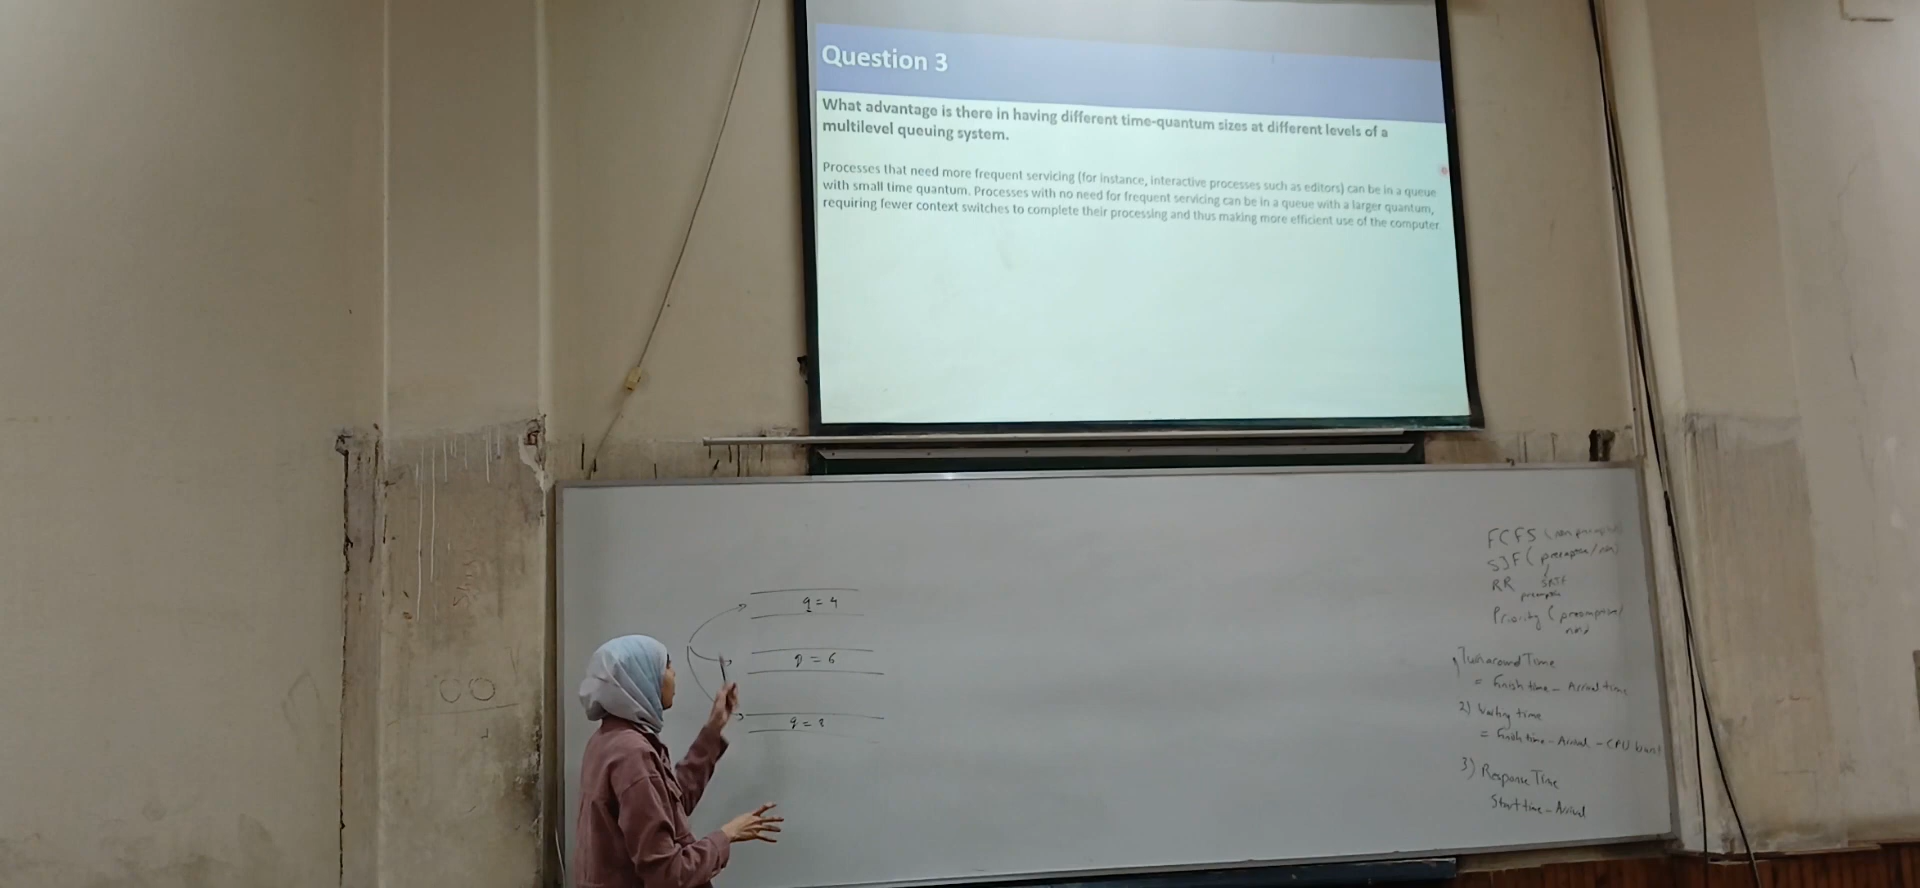 Question 3
What advantage is there in having different time-quantum sizes at different levels of a
multilevel queuing system.
Processes that need more frequent servicing (for instance, interactive processes such as editors) can be in a queue
with small time quantum. Processes with no need for frequent servicing can be in a queue with a larger quantum,
requiring fewer context switches to complete their processing and thus making more efficient use of the computer
q = 4
q = 6
q = 8
FCFS (non
SJF (
RR SRTF
Priority (
1) Turnaround Time
= finish time - Arrival time
2) Waiting time
= finish time - Arrival - CPU burst
3) Response Time
Start time - Arrival